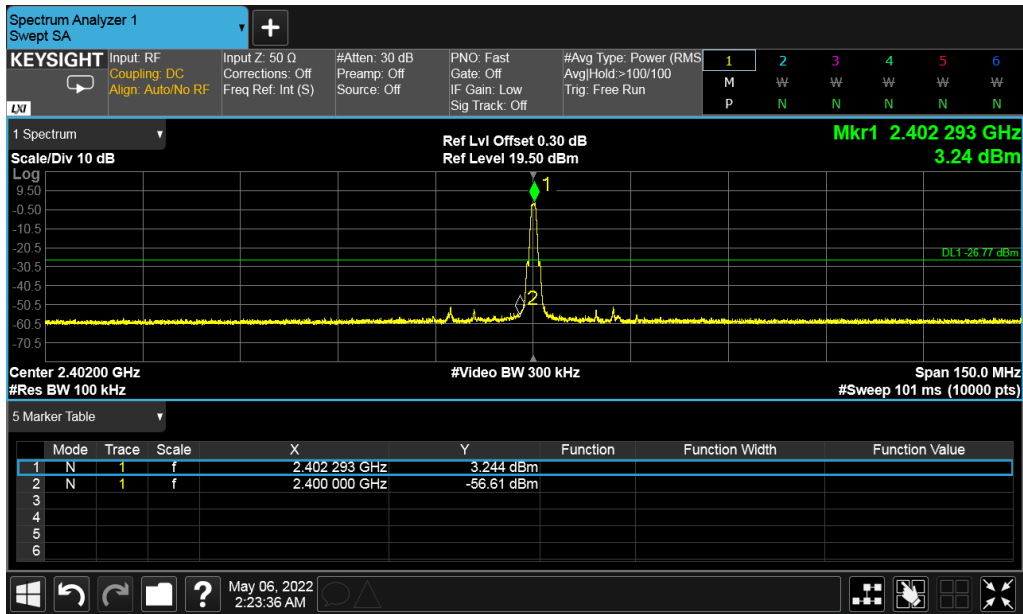 Spectrum Analyzer 1
Swept SA
+
KEYSIGHT Input: RF Input Z: 50 Ω #Atten: 30 dB PNO: Fast #Avg Type: Power (RMS 1 2 3 4 5 6
Coupling: DC Corrections: Off Preamp: Off Gate: Off Avg|Hold:>100/100 M W W W W W
Align: Auto/No RF Freq Ref: Int (S) Source: Off IF Gain: Low Trig: Free Run P N N N N N
LXI Sig Track: Off
1 Spectrum
Ref Lvl Offset 0.30 dB Mkr1 2.402 293 GHz
Scale/Div 10 dB Ref Level 19.50 dBm 3.24 dBm
Log
1
9.50
-0.50
-10.5
-20.5
DL1 -26.77 dBm
-30.5
-40.5
2
-50.5
-60.5
-70.5
Center 2.40200 GHz #Video BW 300 kHz Span 150.0 MHz
#Res BW 100 kHz #Sweep 101 ms (10000 pts)
5 Marker Table
Mode Trace Scale X Y Function Function Width Function Value
1 N 1 f 2.402 293 GHz 3.244 dBm
2 N 1 f 2.400 000 GHz -56.61 dBm
3
4
5
6
? May 06, 2022
2:23:36 AM